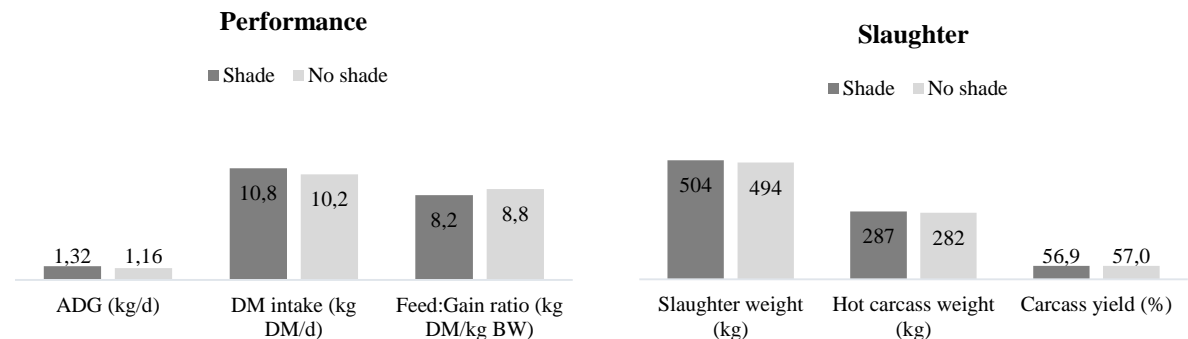 Performance
Shade No shade
10,8
10,2
8,2
8,8
1,32
1,16
ADG (kg/d)
DM intake (kg
DM/d)
Feed:Gain ratio (kg
DM/kg BW)
Slaughter
Shade No shade
504
494
287
282
56,9
57,0
Slaughter weight
(kg)
Hot carcass weight
(kg)
Carcass yield (%)